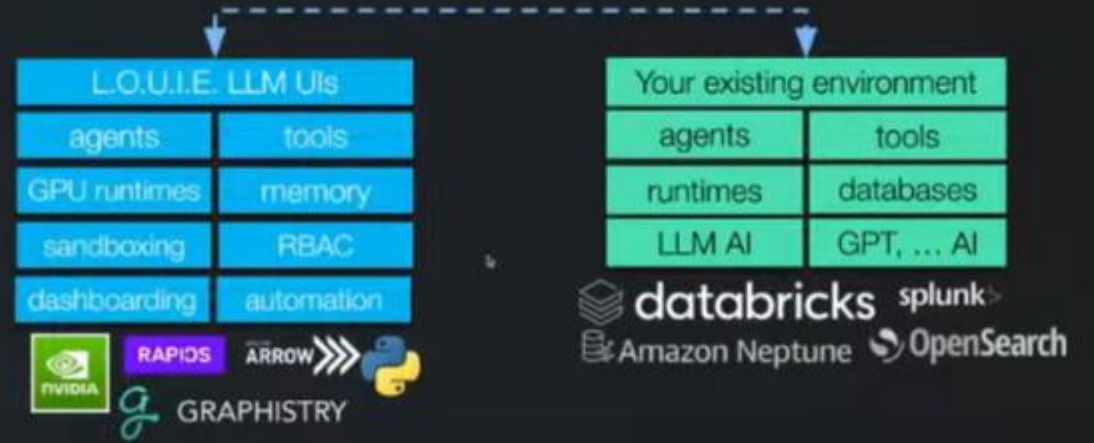 L.O.U.I.E. LLM UIs
agents tools
GPU runtimes memory
sandboxing RBAC
dashboarding automation
NVIDIA
RAPIDS
ARROW
GRAPHISTRY
Your existing environment
agents tools
runtimes databases
LLM AI GPT, ... AI
databricks splunk>
Amazon Neptune OpenSearch